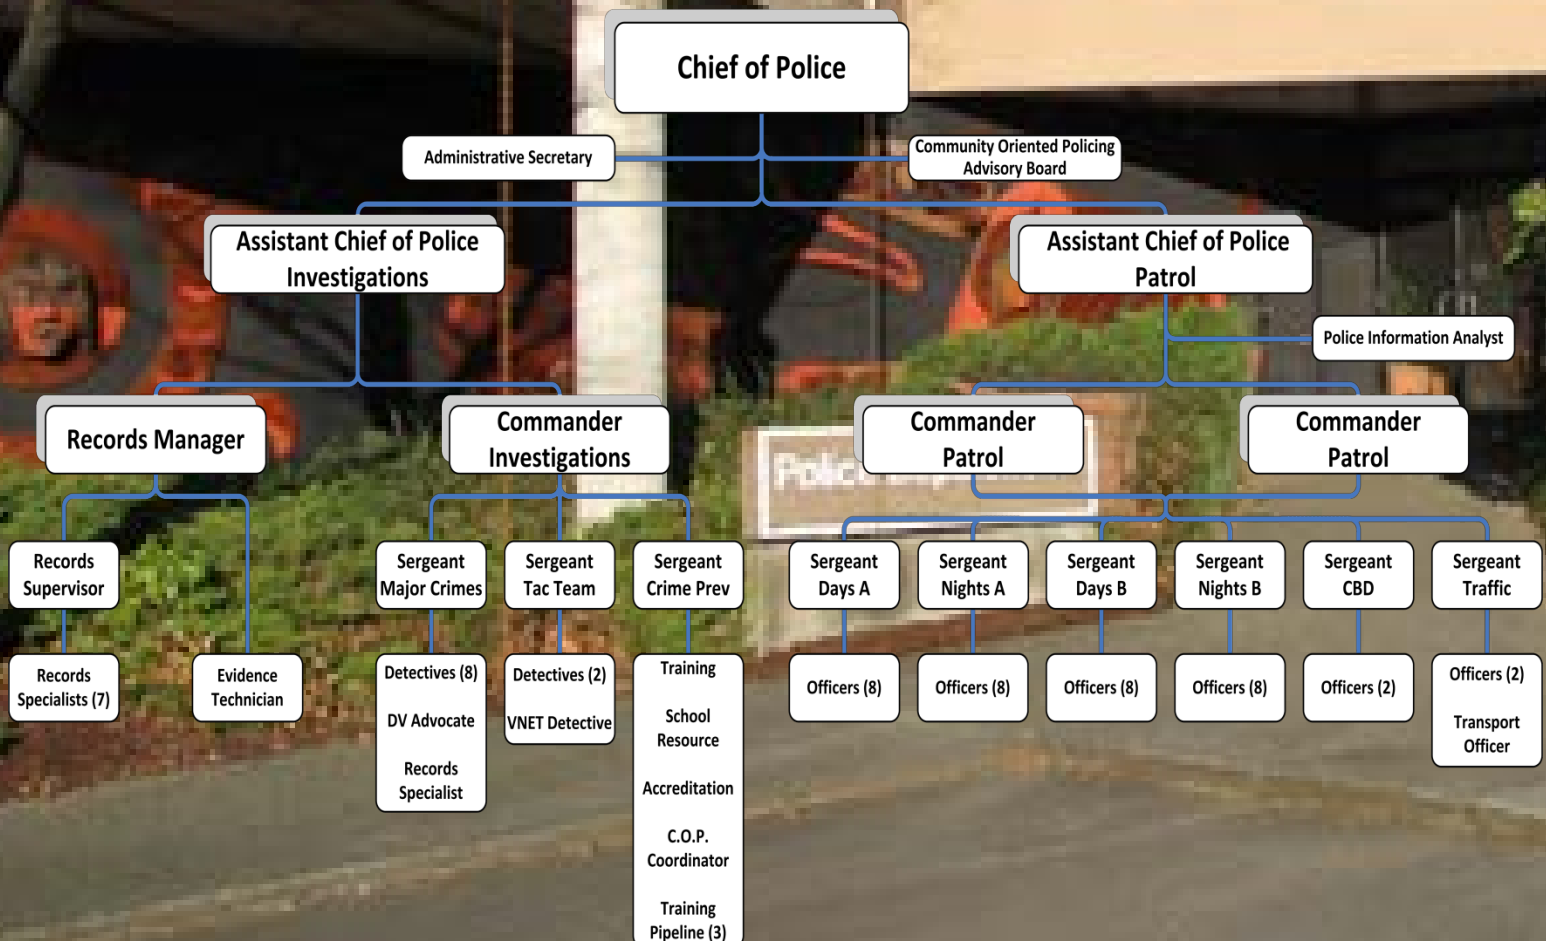 Chief of Police
Administrative Secretary
Community Oriented Policing
Advisory Board
Assistant Chief of Police
Investigations
Assistant Chief of Police
Patrol
Police Information Analyst
Records Manager
Commander
Investigations
Commander
Patrol
Commander
Patrol
Records
Supervisor
Sergeant
Major Crimes
Sergeant
Tac Team
Sergeant
Crime Prev
Sergeant
Days A
Sergeant
Nights A
Sergeant
Days B
Sergeant
Nights B
Sergeant
CBD
Sergeant
Traffic
Records
Specialists (7)
Evidence
Technician
Detectives (8)
DV Advocate
Records
Specialist
Detectives (2)
VNET Detective
Training
School
Resource
Accreditation
C.O.P.
Coordinator
Training
Pipeline (3)
Officers (8)
Officers (8)
Officers (8)
Officers (8)
Officers (2)
Officers (2)
Transport
Officer